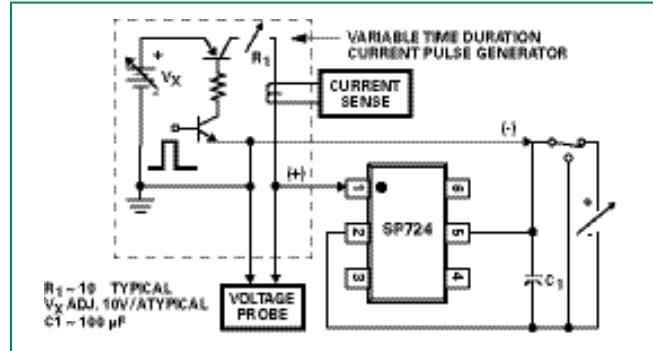 VARIABLE TIME DURATION
CURRENT PULSE GENERATOR
+
VX
R1
CURRENT
SENSE
(-)
(+)
1
2
3
SP724
6
5
4
+
-
C1
R1 ~ 10 TYPICAL
VX ADJ. 10V//ATYPICAL
C1 ~ 100 µF
VOLTAGE
PROBE